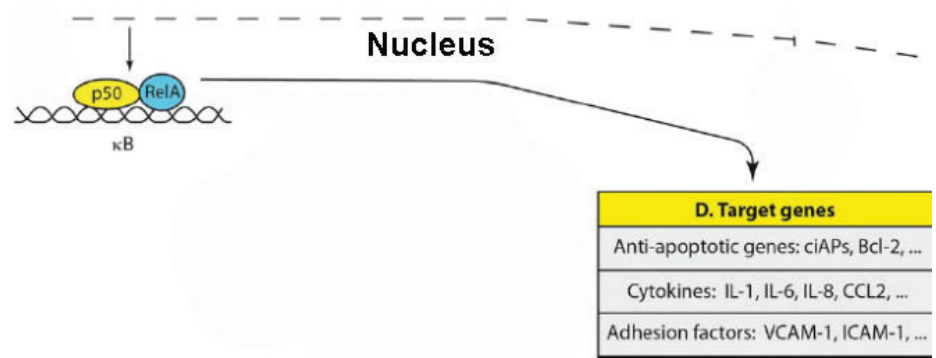 Nucleus
p50 RelA
κB
D. Target genes
Anti-apoptotic genes: ciAPs, Bcl-2, ...
Cytokines: IL-1, IL-6, IL-8, CCL2, ...
Adhesion factors: VCAM-1, ICAM-1, ...